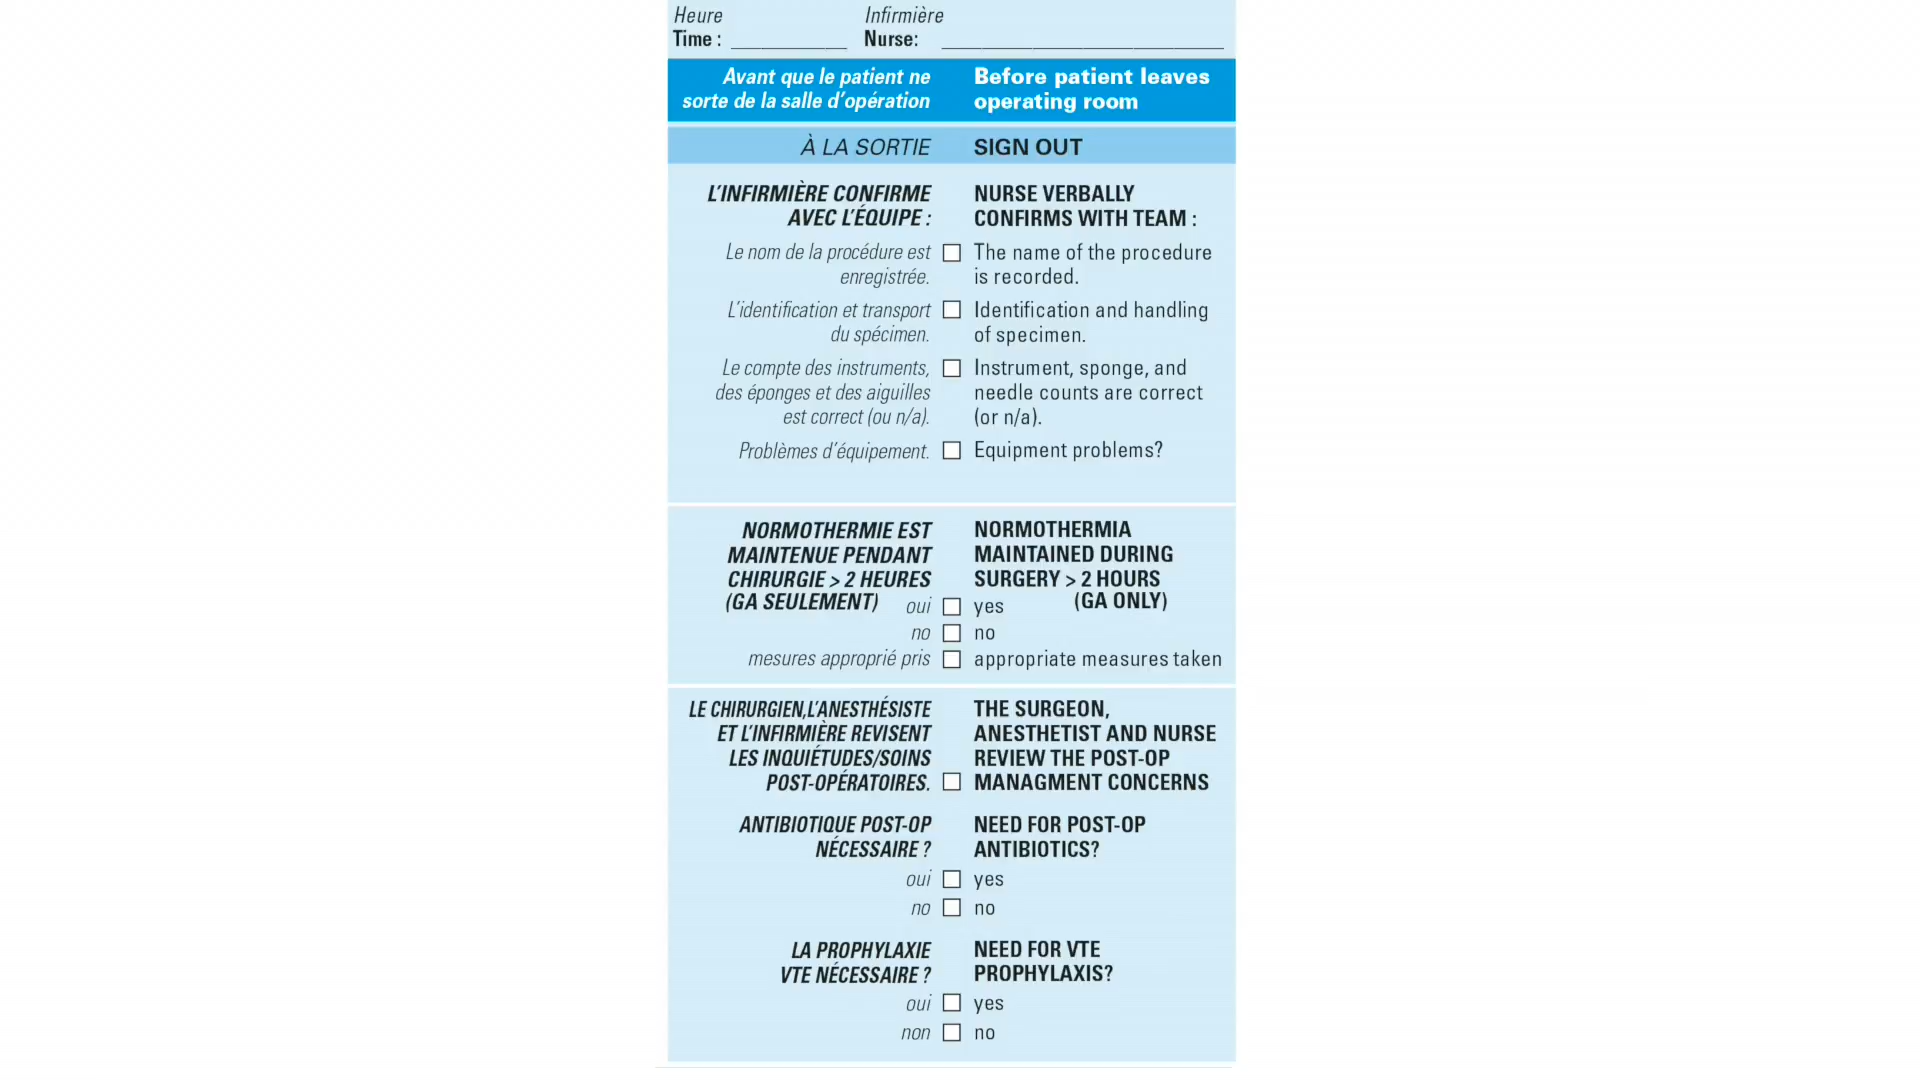 Heure Infirmière
Time : Nurse:
Avant que le patient ne
sorte de la salle d'opération
Before patient leaves
operating room
À LA SORTIE SIGN OUT
L'INFIRMIÈRE CONFIRME
AVEC L'ÉQUIPE :
NURSE VERBALLY
CONFIRMS WITH TEAM :
Le nom de la procédure est
enregistrée.
The name of the procedure
is recorded.
L'identification et transport
du spécimen.
Identification and handling
of specimen.
Le compte des instruments,
des éponges et des aiguilles
est correct (ou n/a).
Instrument, sponge, and
needle counts are correct
(or n/a).
Problèmes d'équipement.
Equipment problems?
NORMOTHERMIE EST
MAINTENUE PENDANT
CHIRURGIE > 2 HEURES
(GA SEULEMENT)
NORMOTHERMIA
MAINTAINED DURING
SURGERY > 2 HOURS
(GA ONLY)
oui yes
no no
mesures approprié pris appropriate measures taken
LE CHIRURGIEN,L'ANESTHÉSISTE
ET L'INFIRMIÈRE REVISENT
LES INQUIÉTUDES/SOINS
POST-OPÉRATOIRES.
THE SURGEON,
ANESTHETIST AND NURSE
REVIEW THE POST-OP
MANAGMENT CONCERNS
ANTIBIOTIQUE POST-OP
NÉCESSAIRE ?
NEED FOR POST-OP
ANTIBIOTICS?
oui yes
no no
LA PROPHYLAXIE
VTE NÉCESSAIRE ?
NEED FOR VTE
PROPHYLAXIS?
oui yes
non no